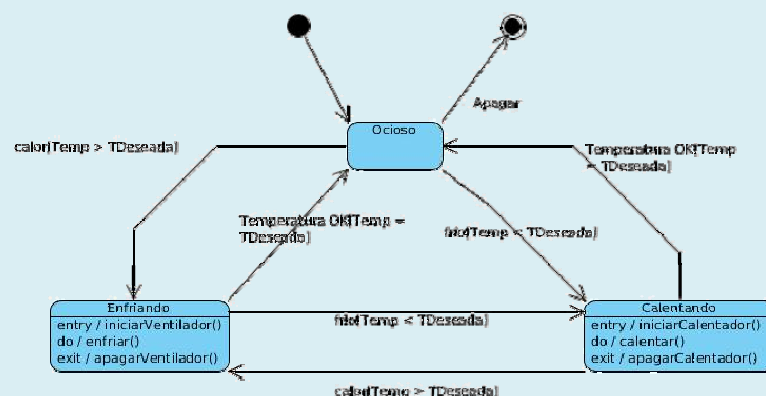 Apagar
Ocioso
calor[Temp > TDeseada]
Temperatura OK[Temp
= TDeseada]
Temperatura OK[Temp =
TDeseada]
frio[Temp < TDeseada]
Enfriando
entry / iniciarVentilador()
do / enfriar()
exit / apagarVentilador()
frio[Temp < TDeseada]
Calentando
entry / iniciarCalentador()
do / calentar()
exit / apagarCalentador()
calor[Temp > TDeseada]